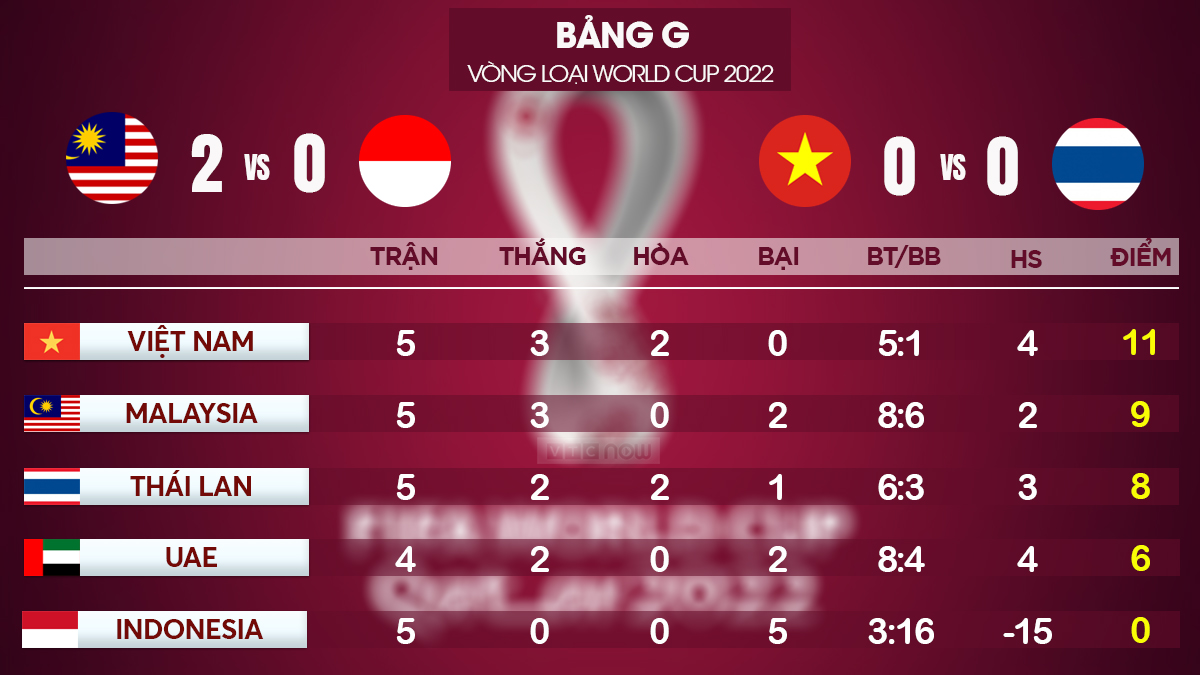 BẢNG G
VÒNG LOẠI WORLD CUP 2022
2 VS 0 0 VS 0
TRẬN THẮNG HÒA BẠI BT/BB HS ĐIỂM
VIỆT NAM 5 3 2 0 5:1 4 11
MALAYSIA 5 3 0 2 8:6 2 9
VTC NOW
THÁI LAN 5 2 2 1 6:3 3 8
FIFA WORLD CUP
UAE 4 2 0 2 8:4 4 6
INDONESIA 5 0 0 5 3:16 -15 0